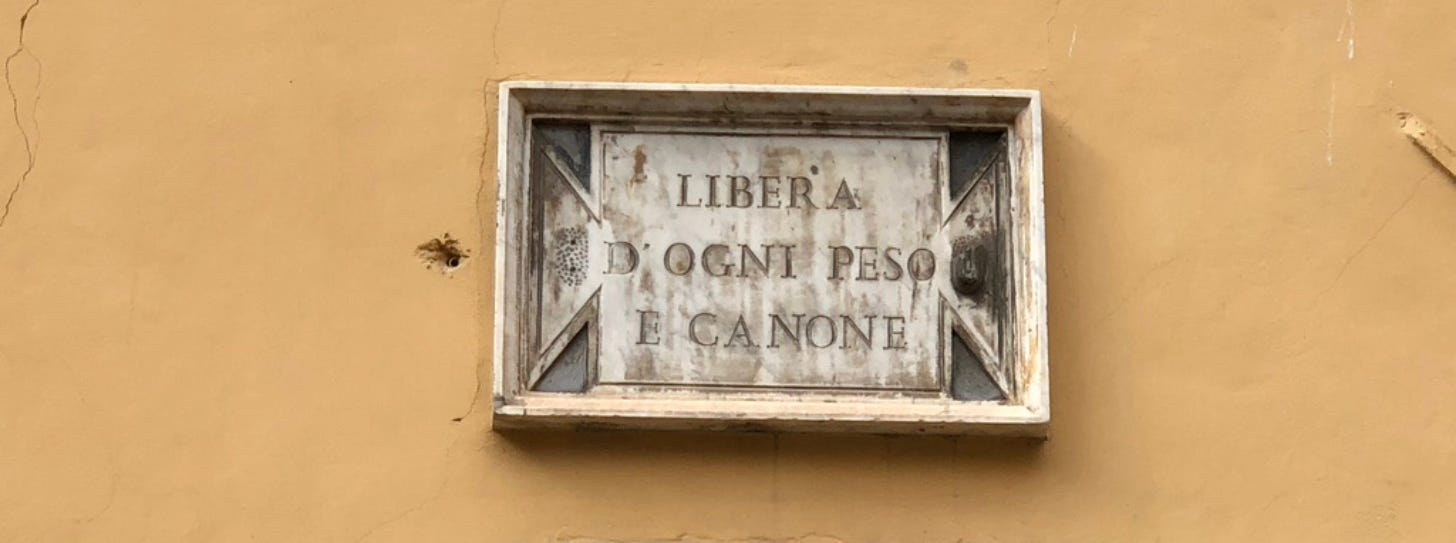 LIBERA
D'OGNI PESO
E CANONE